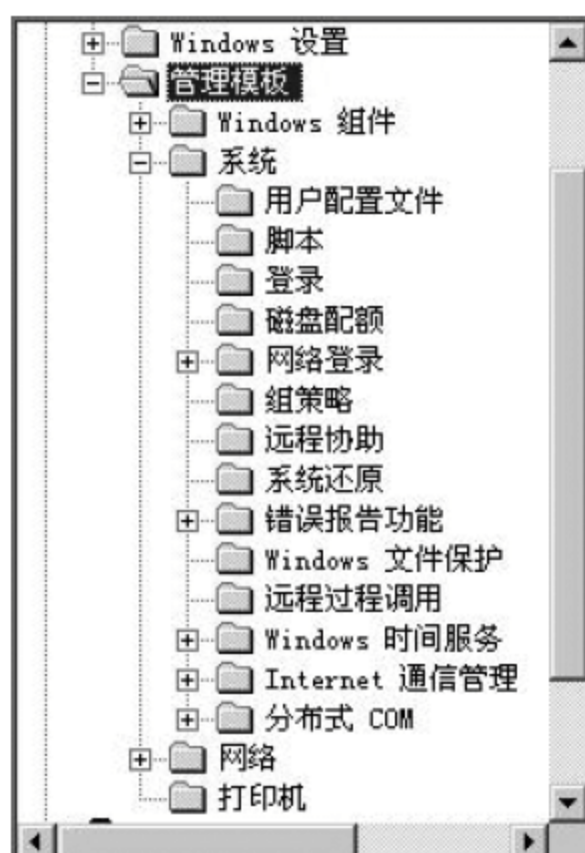 Windows 设置
管理模板
Windows 组件
系统
用户配置文件
脚本
登录
磁盘配额
网络登录
组策略
远程协助
系统还原
错误报告功能
Windows 文件保护
远程过程调用
Windows 时间服务
Internet 通信管理
分布式 COM
网络
打印机